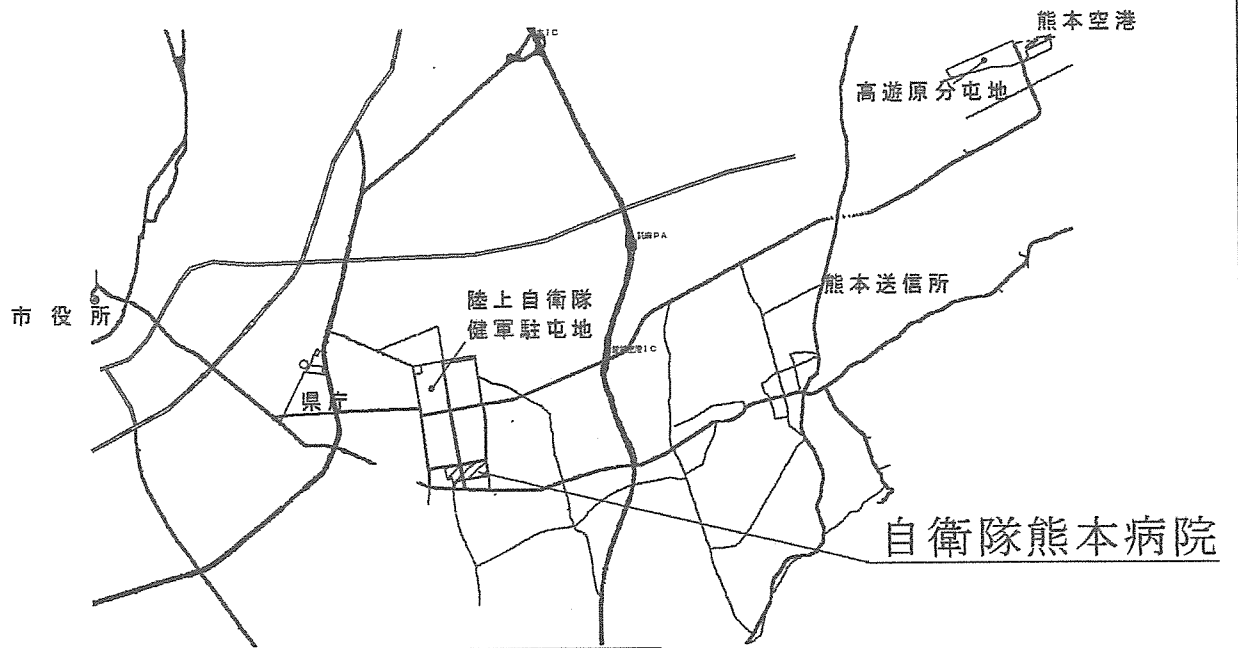 熊本空港
高遊原分屯地
熊本送信所
市役所
陸上自衛隊
健軍駐屯地
県庁
自衛隊熊本病院